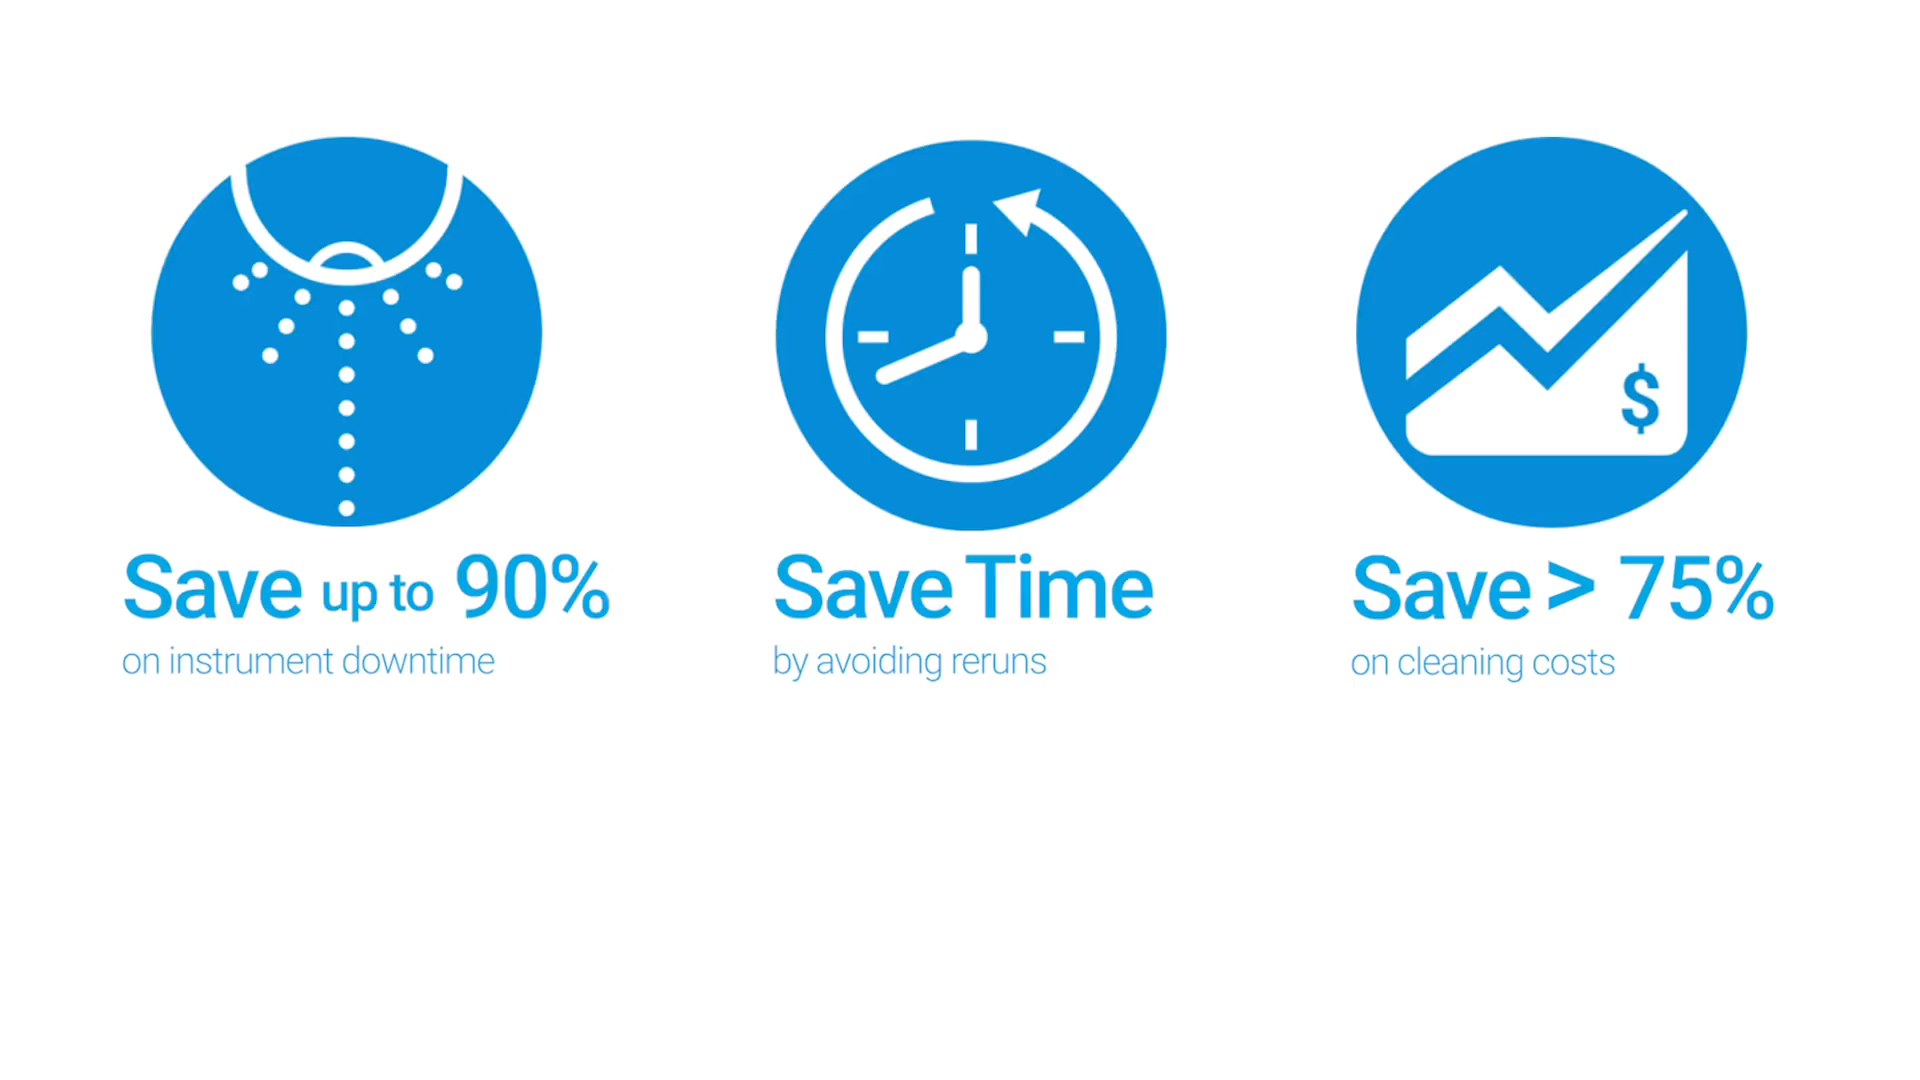 $
Save up to 90%
on instrument downtime
Save Time
by avoiding reruns
Save > 75%
on cleaning costs